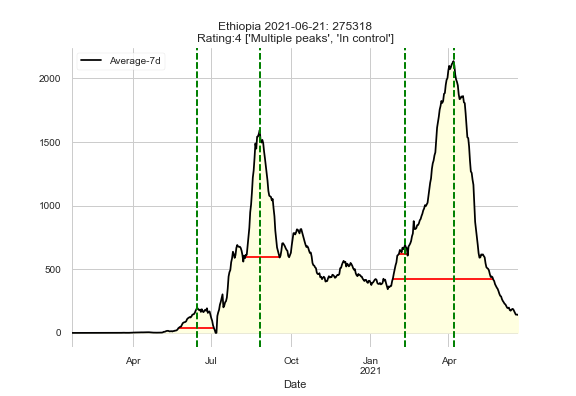 Ethiopia 2021-06-21: 275318
Rating:4 ['Multiple peaks', 'In control']
Average-7d
2000
1500
1000
500
0
Apr
Jul
Oct
Jan
2021
Apr
Date